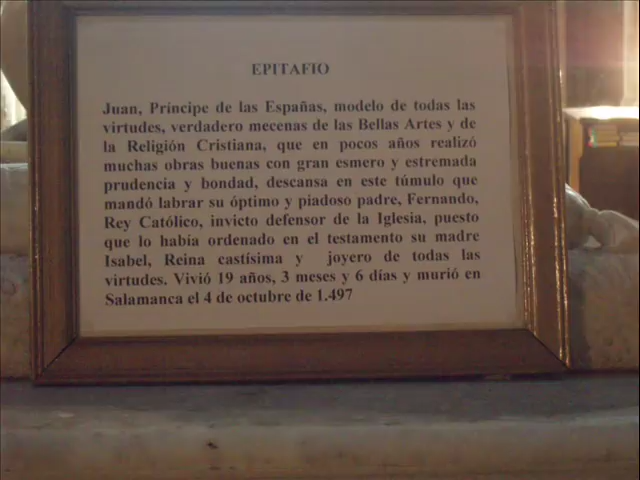 EPITAFIO
Juan, Príncipe de las Españas, modelo de todas las
virtudes, verdadero mecenas de las Bellas Artes y de
la Religión Cristiana, que en pocos años realizó
muchas obras buenas con gran esmero y estremada
prudencia y bondad, descansa en este túmulo que
mandó labrar su óptimo y piadoso padre, Fernando,
Rey Católico, invicto defensor de la Iglesia, puesto
que lo había ordenado en el testamento su madre
Isabel, Reina castísima y joyero de todas las
virtudes. Vivió 19 años, 3 meses y 6 días y murió en
Salamanca el 4 de octubre de 1.497